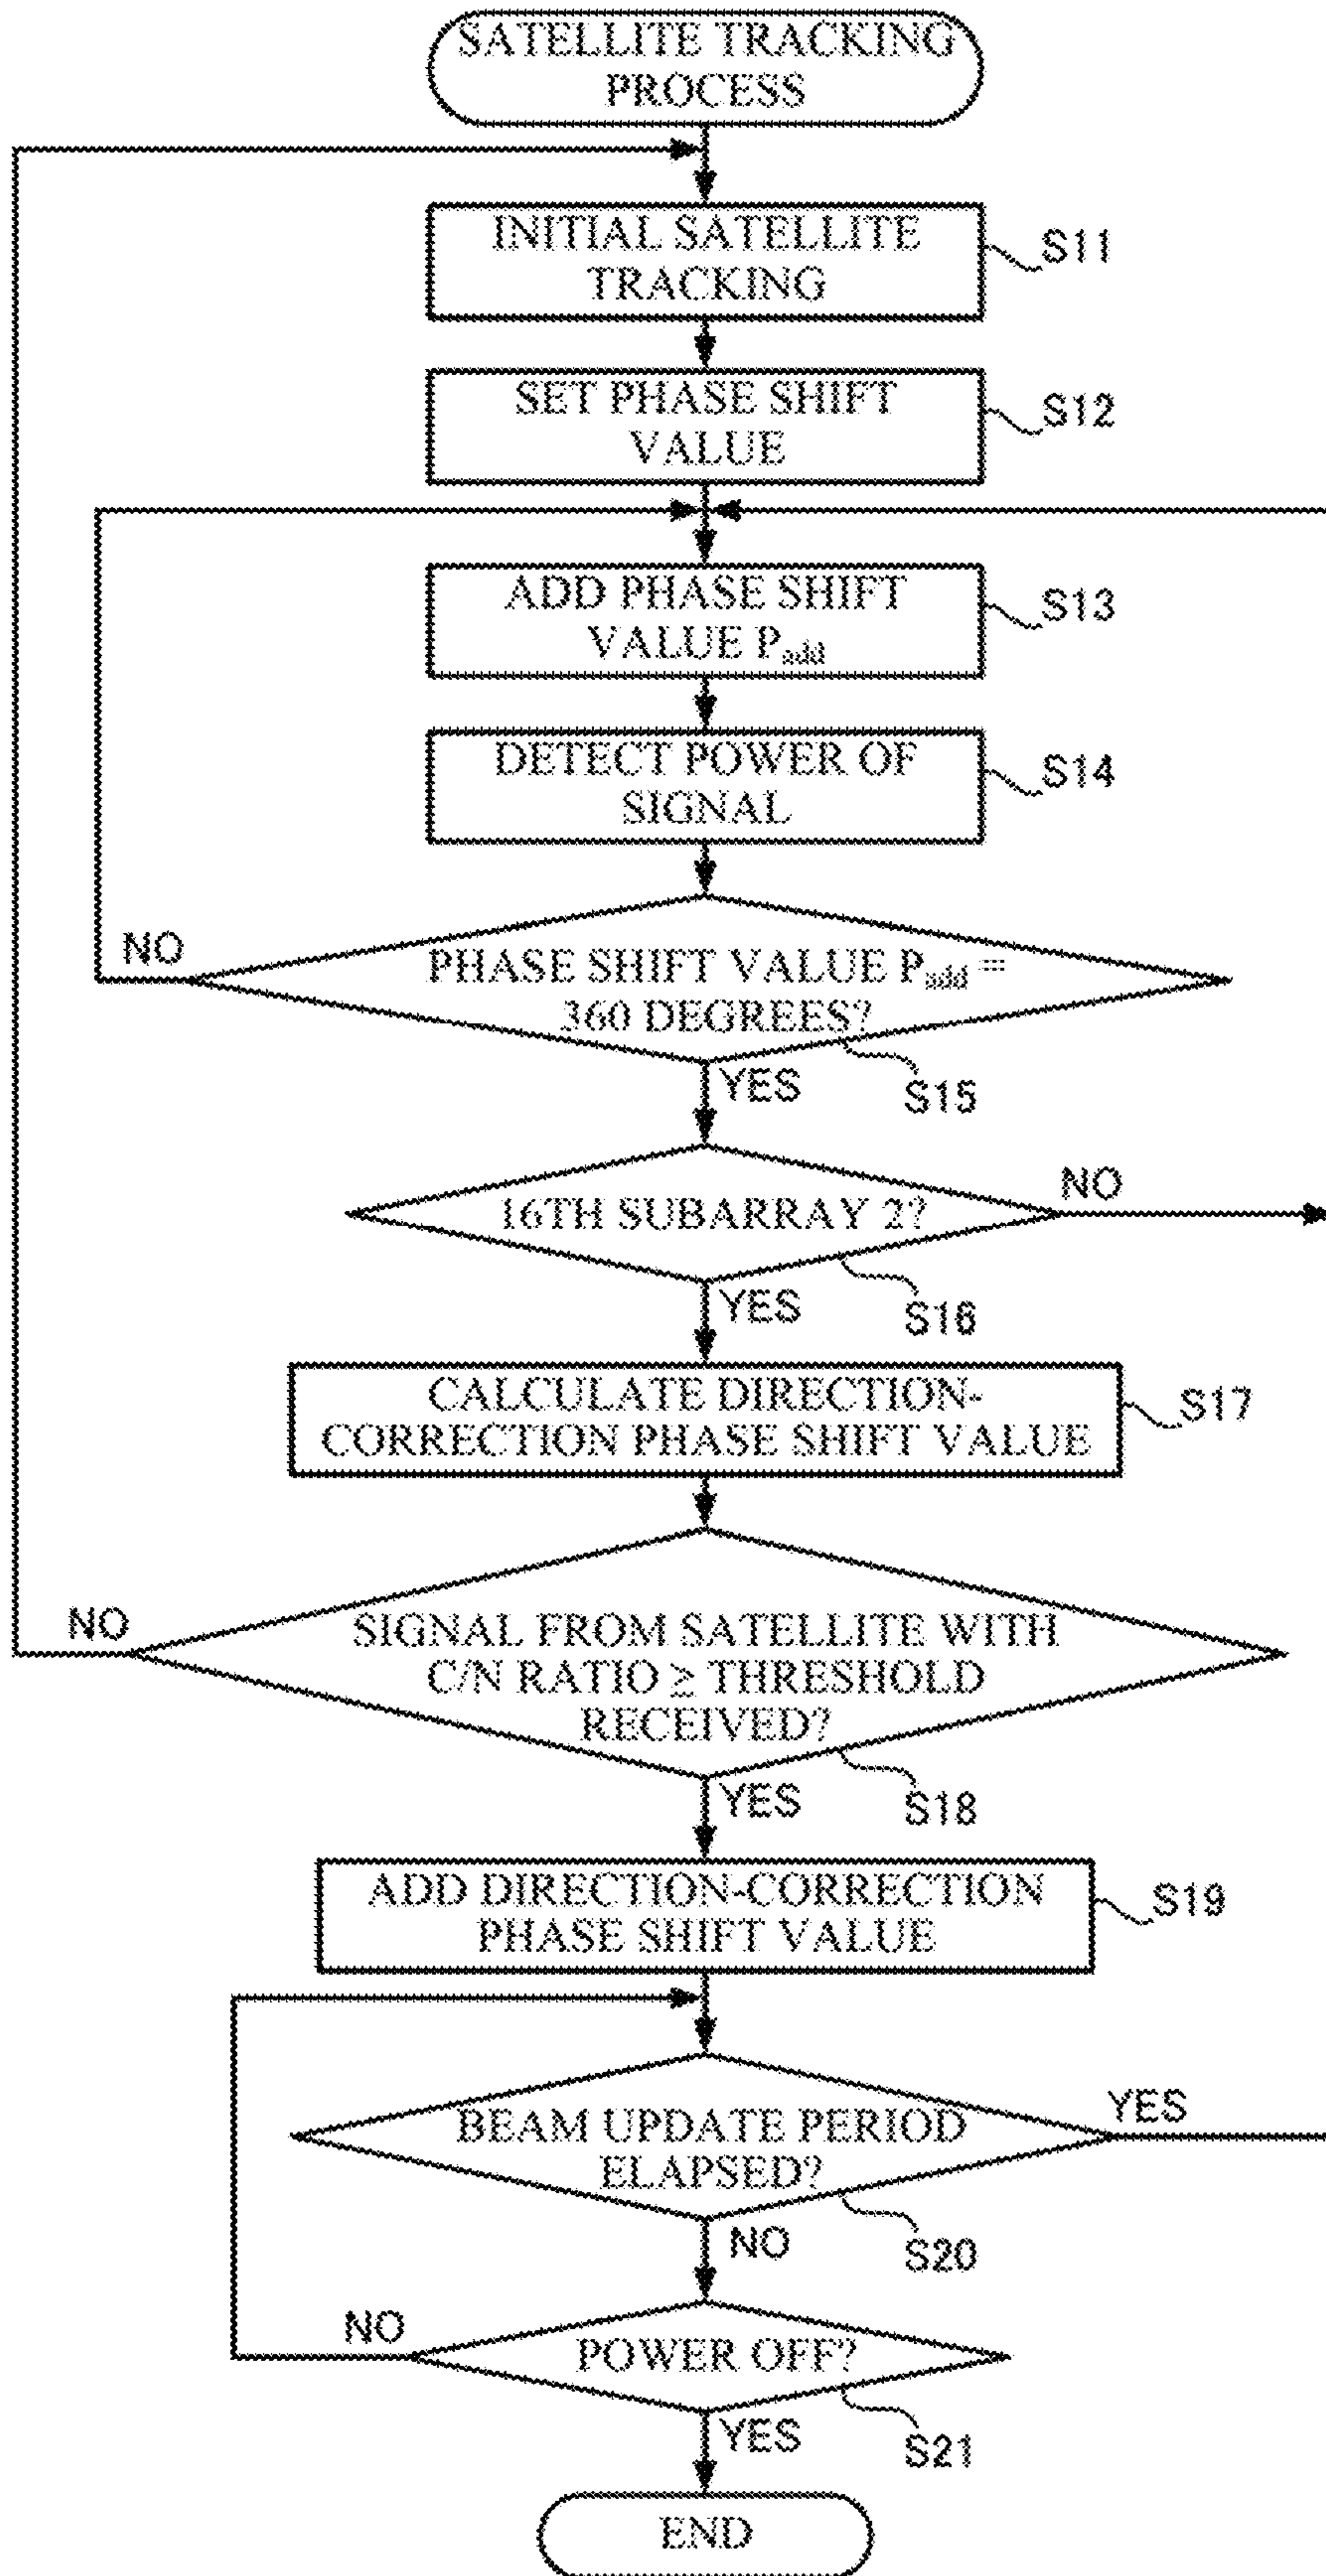 SATELLITE TRACKING
PROCESS
INITIAL SATELLITE
TRACKING
S11
SET PHASE SHIFT
VALUE
S12
ADD PHASE SHIFT
VALUE Padd
S13
DETECT POWER OF
SIGNAL
S14
NO
PHASE SHIFT VALUE Padd =
360 DEGREES?
YES
S15
NO
16TH SUBARRAY 2?
YES
S16
CALCULATE DIRECTION-
CORRECTION PHASE SHIFT VALUE
S17
NO
SIGNAL FROM SATELLITE WITH
C/N RATIO ≧ THRESHOLD
RECEIVED?
YES
S18
ADD DIRECTION-CORRECTION
PHASE SHIFT VALUE
S19
YES
BEAM UPDATE PERIOD
ELAPSED?
NO
S20
NO
POWER OFF?
YES
S21
END